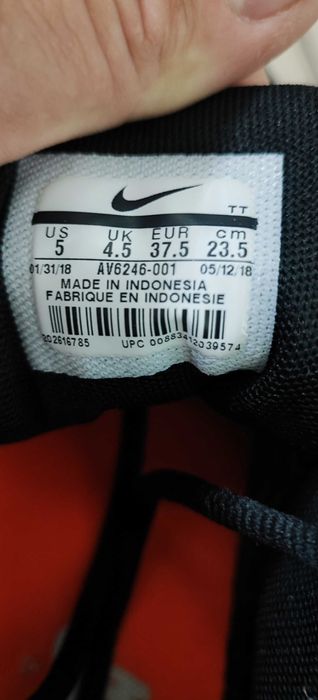 TT
US UK EUR cm
5 4.5 37.5 23.5
01/31/18 AV6246-001 05/12/18
MADE IN INDONESIA
FABRIQUE EN INDONESIE
UPC